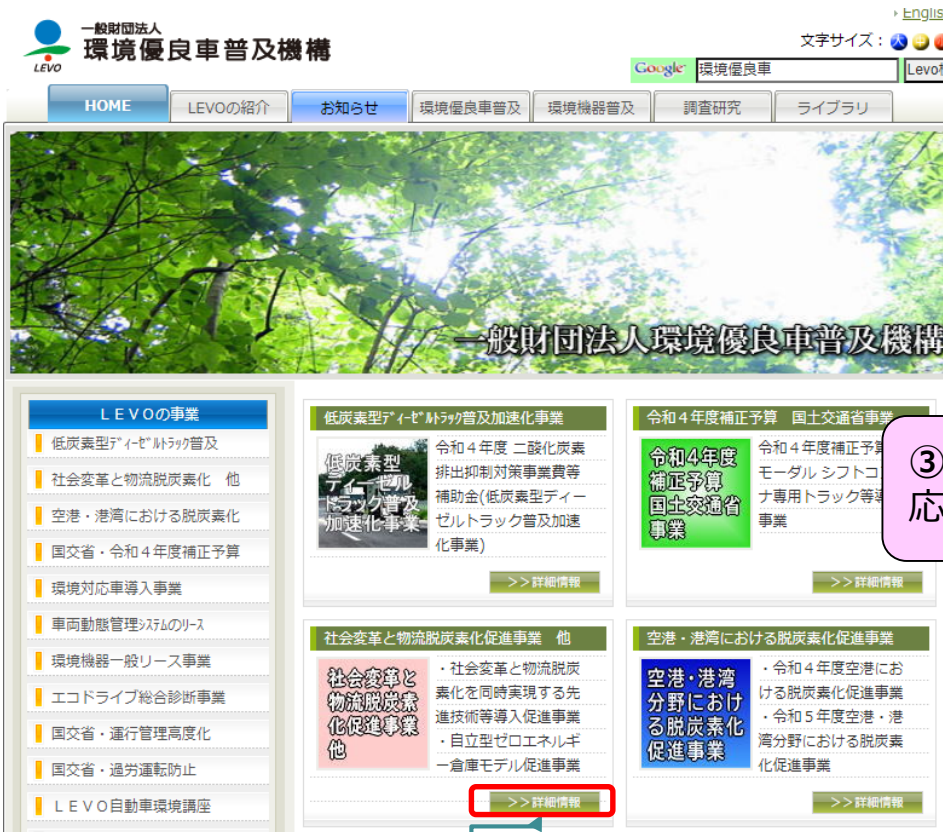 Englis
一般財団法人
環境優良車普及機構
LEVO
文字サイズ：大 中
Google 環境優良車 Levo
HOME LEVOの紹介 お知らせ 環境優良車普及 環境機器普及 調査研究 ライブラリ
一般財団法人環境優良車普及機構
ＬＥＶＯの事業
低炭素型ﾃﾞｨｰｾﾞﾙﾄﾗｯｸ普及
社会変革と物流脱炭素化　他
空港・港湾における脱炭素化
国交省・令和４年度補正予算
環境対応車導入事業
車両動態管理ｼｽﾃﾑのﾘｰｽ
環境機器一般リース事業
エコドライブ総合診断事業
国交省・運行管理高度化
国交省・過労運転防止
ＬＥＶＯ自動車環境講座
低炭素型ﾃﾞｨｰｾﾞﾙﾄﾗｯｸ普及加速化事業
低炭素型
ディーゼル
トラック普及
加速化事業
令和４年度 二酸化炭素
排出抑制対策事業費等
補助金(低炭素型ディー
ゼルトラック普及加速
化事業)
>>詳細情報
令和４年度補正予算　国土交通省事業
令和4年度
補正予算
国土交通省
事業
令和４年度補正予
モーダル シフトコ
ナ専用トラック等
事業
>>詳細情報
③
応
社会変革と物流脱炭素化促進事業　他
社会変革と
物流脱炭素
化促進事業
他
・社会変革と物流脱炭
素化を同時実現する先
進技術等導入促進事業
・自立型ゼロエネルギ
ー倉庫モデル促進事業
>>詳細情報
空港・港湾における脱炭素化促進事業
空港・港湾
分野におけ
る脱炭素化
促進事業
・令和４年度空港にお
ける脱炭素化促進事業
・令和５年度空港・港
湾分野における脱炭素
化促進事業
>>詳細情報